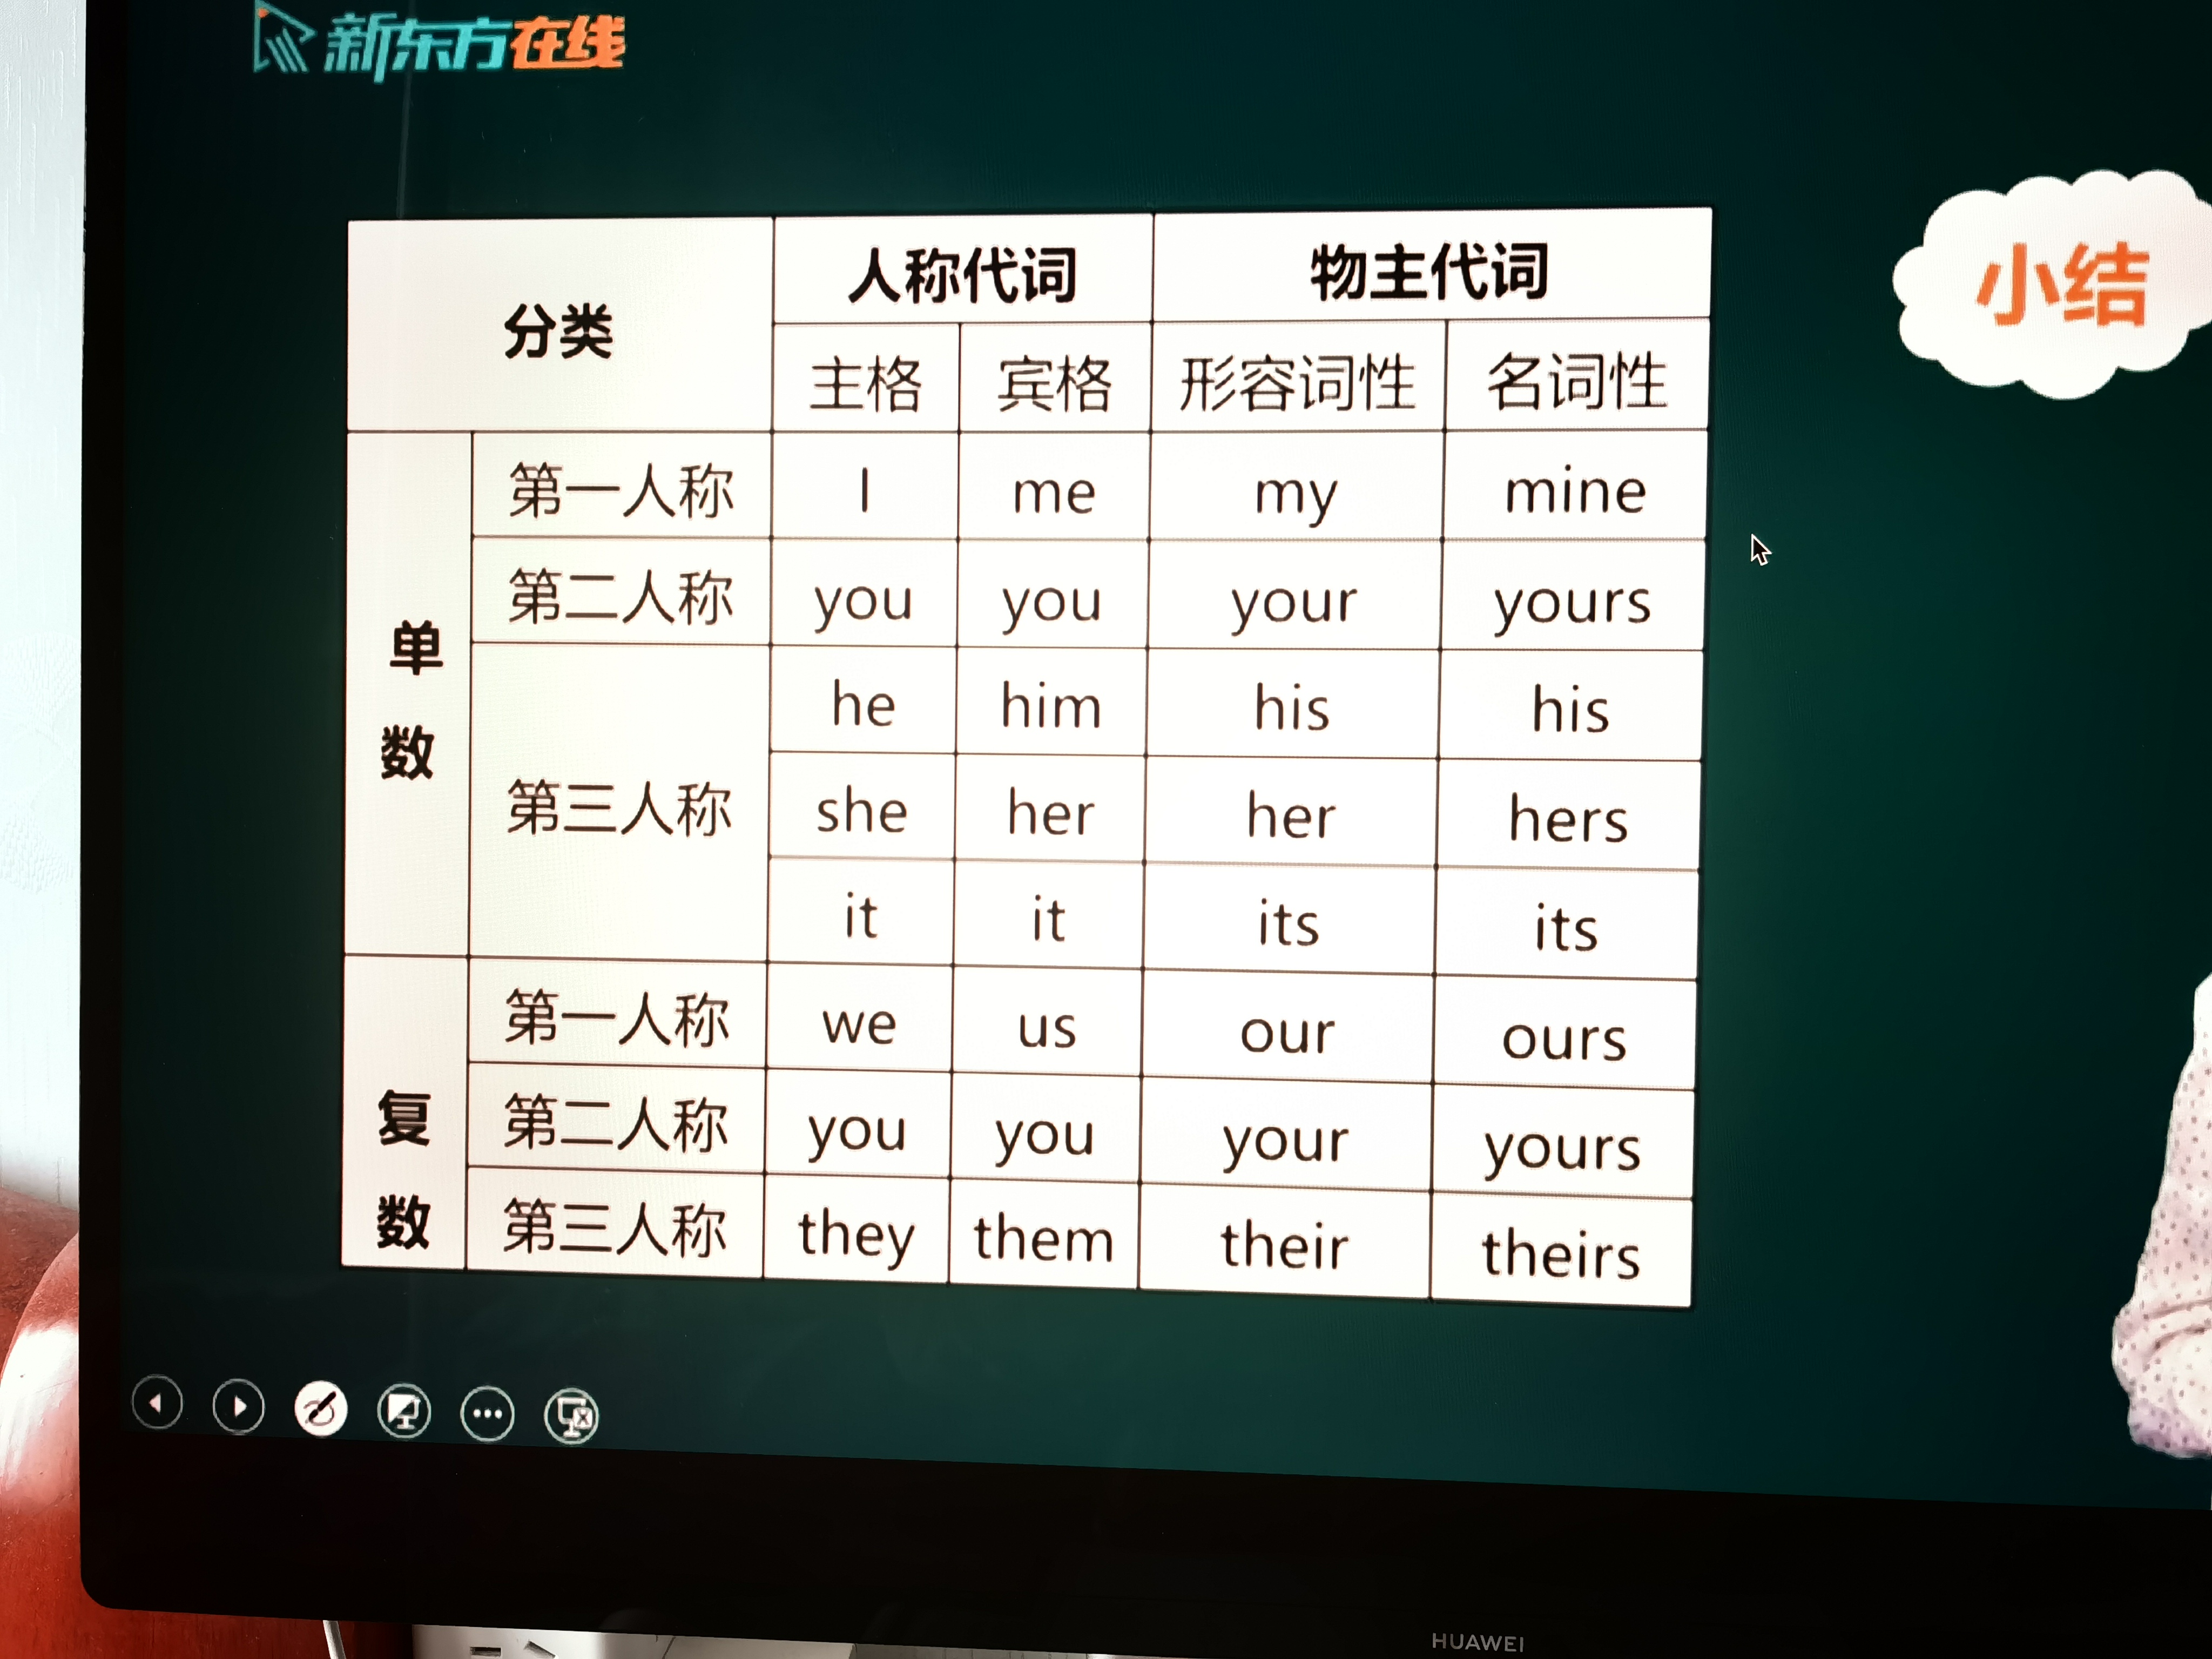 新东方在线
小结
分类 人称代词 物主代词
主格 宾格 形容词性 名词性
单数
第一人称 I me my mine
第二人称 you you your yours
第三人称 he him his his
she her her hers
it it its its
复数
第一人称 we us our ours
第二人称 you you your yours
第三人称 they them their theirs
HUAWEI